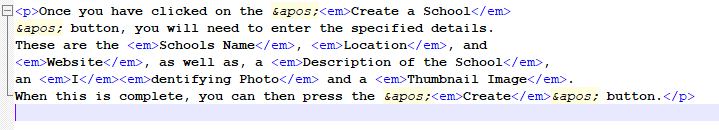 <p>Once you have clicked on the &apos;<em>Create a School</em>
&apos; button, you will need to enter the specified details.
These are the <em>Schools Name</em>, <em>Location</em>, and
<em>Website</em>, as well as, a <em>Description of the School</em>,
an <em>I</em><em>dentifying Photo</em> and a <em>Thumbnail Image</em>.
When this is complete, you can then press the &apos;<em>Create</em>&apos; button.</p>